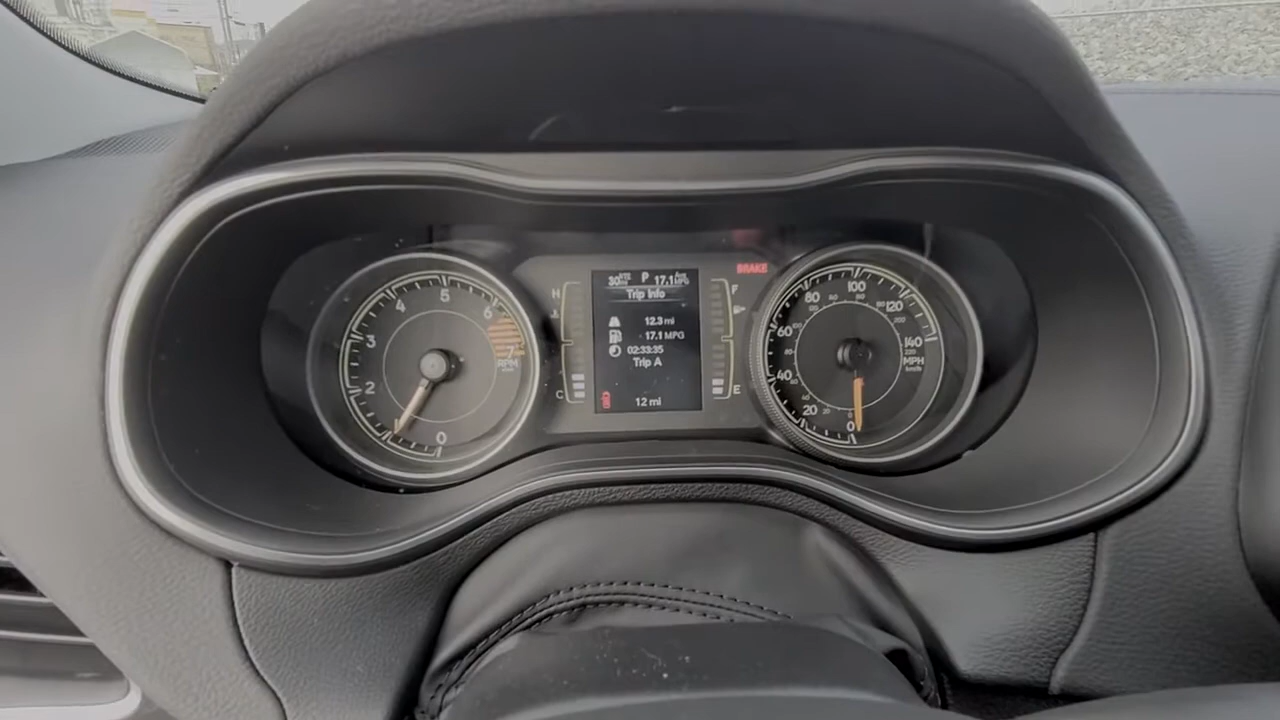 30 P 17.1
Trip Info
12.3 mi
17.1 MPG
02:33:35
Trip A
12 mi
BRAKE
H
C
F
E
0
2
3
4
5
6
7
RPM
0
20
40
60
80
100
120
140
MPH
km/h